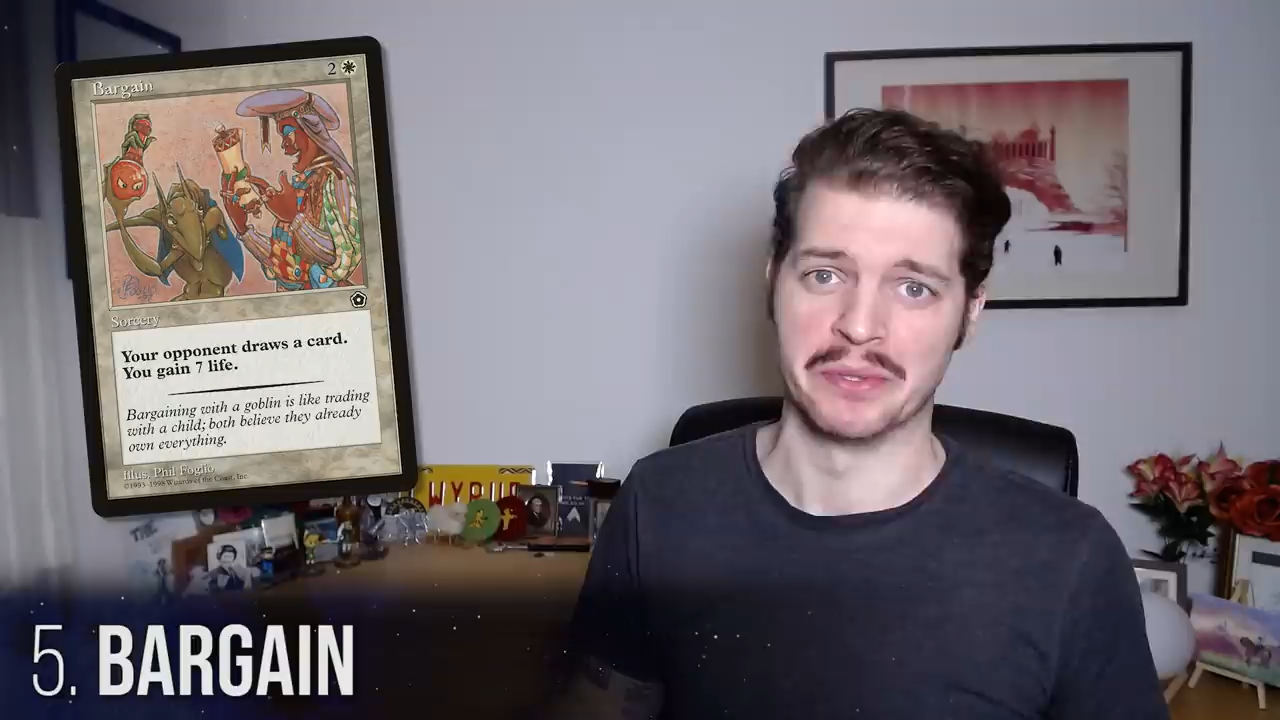 Bargain 2
Sorcery
Your opponent draws a card.
You gain 7 life.
Bargaining with a goblin is like trading
with a child; both believe they already
own everything.
Illus. Phil Foglio
©1993-1998 Wizards of the Coast, Inc.
5. BARGAIN